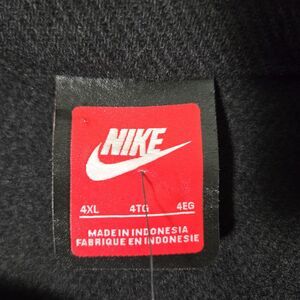 NIKE
4XL 4TG 4EG
MADE IN INDONESIA
FABRIQUE EN INDONESIE